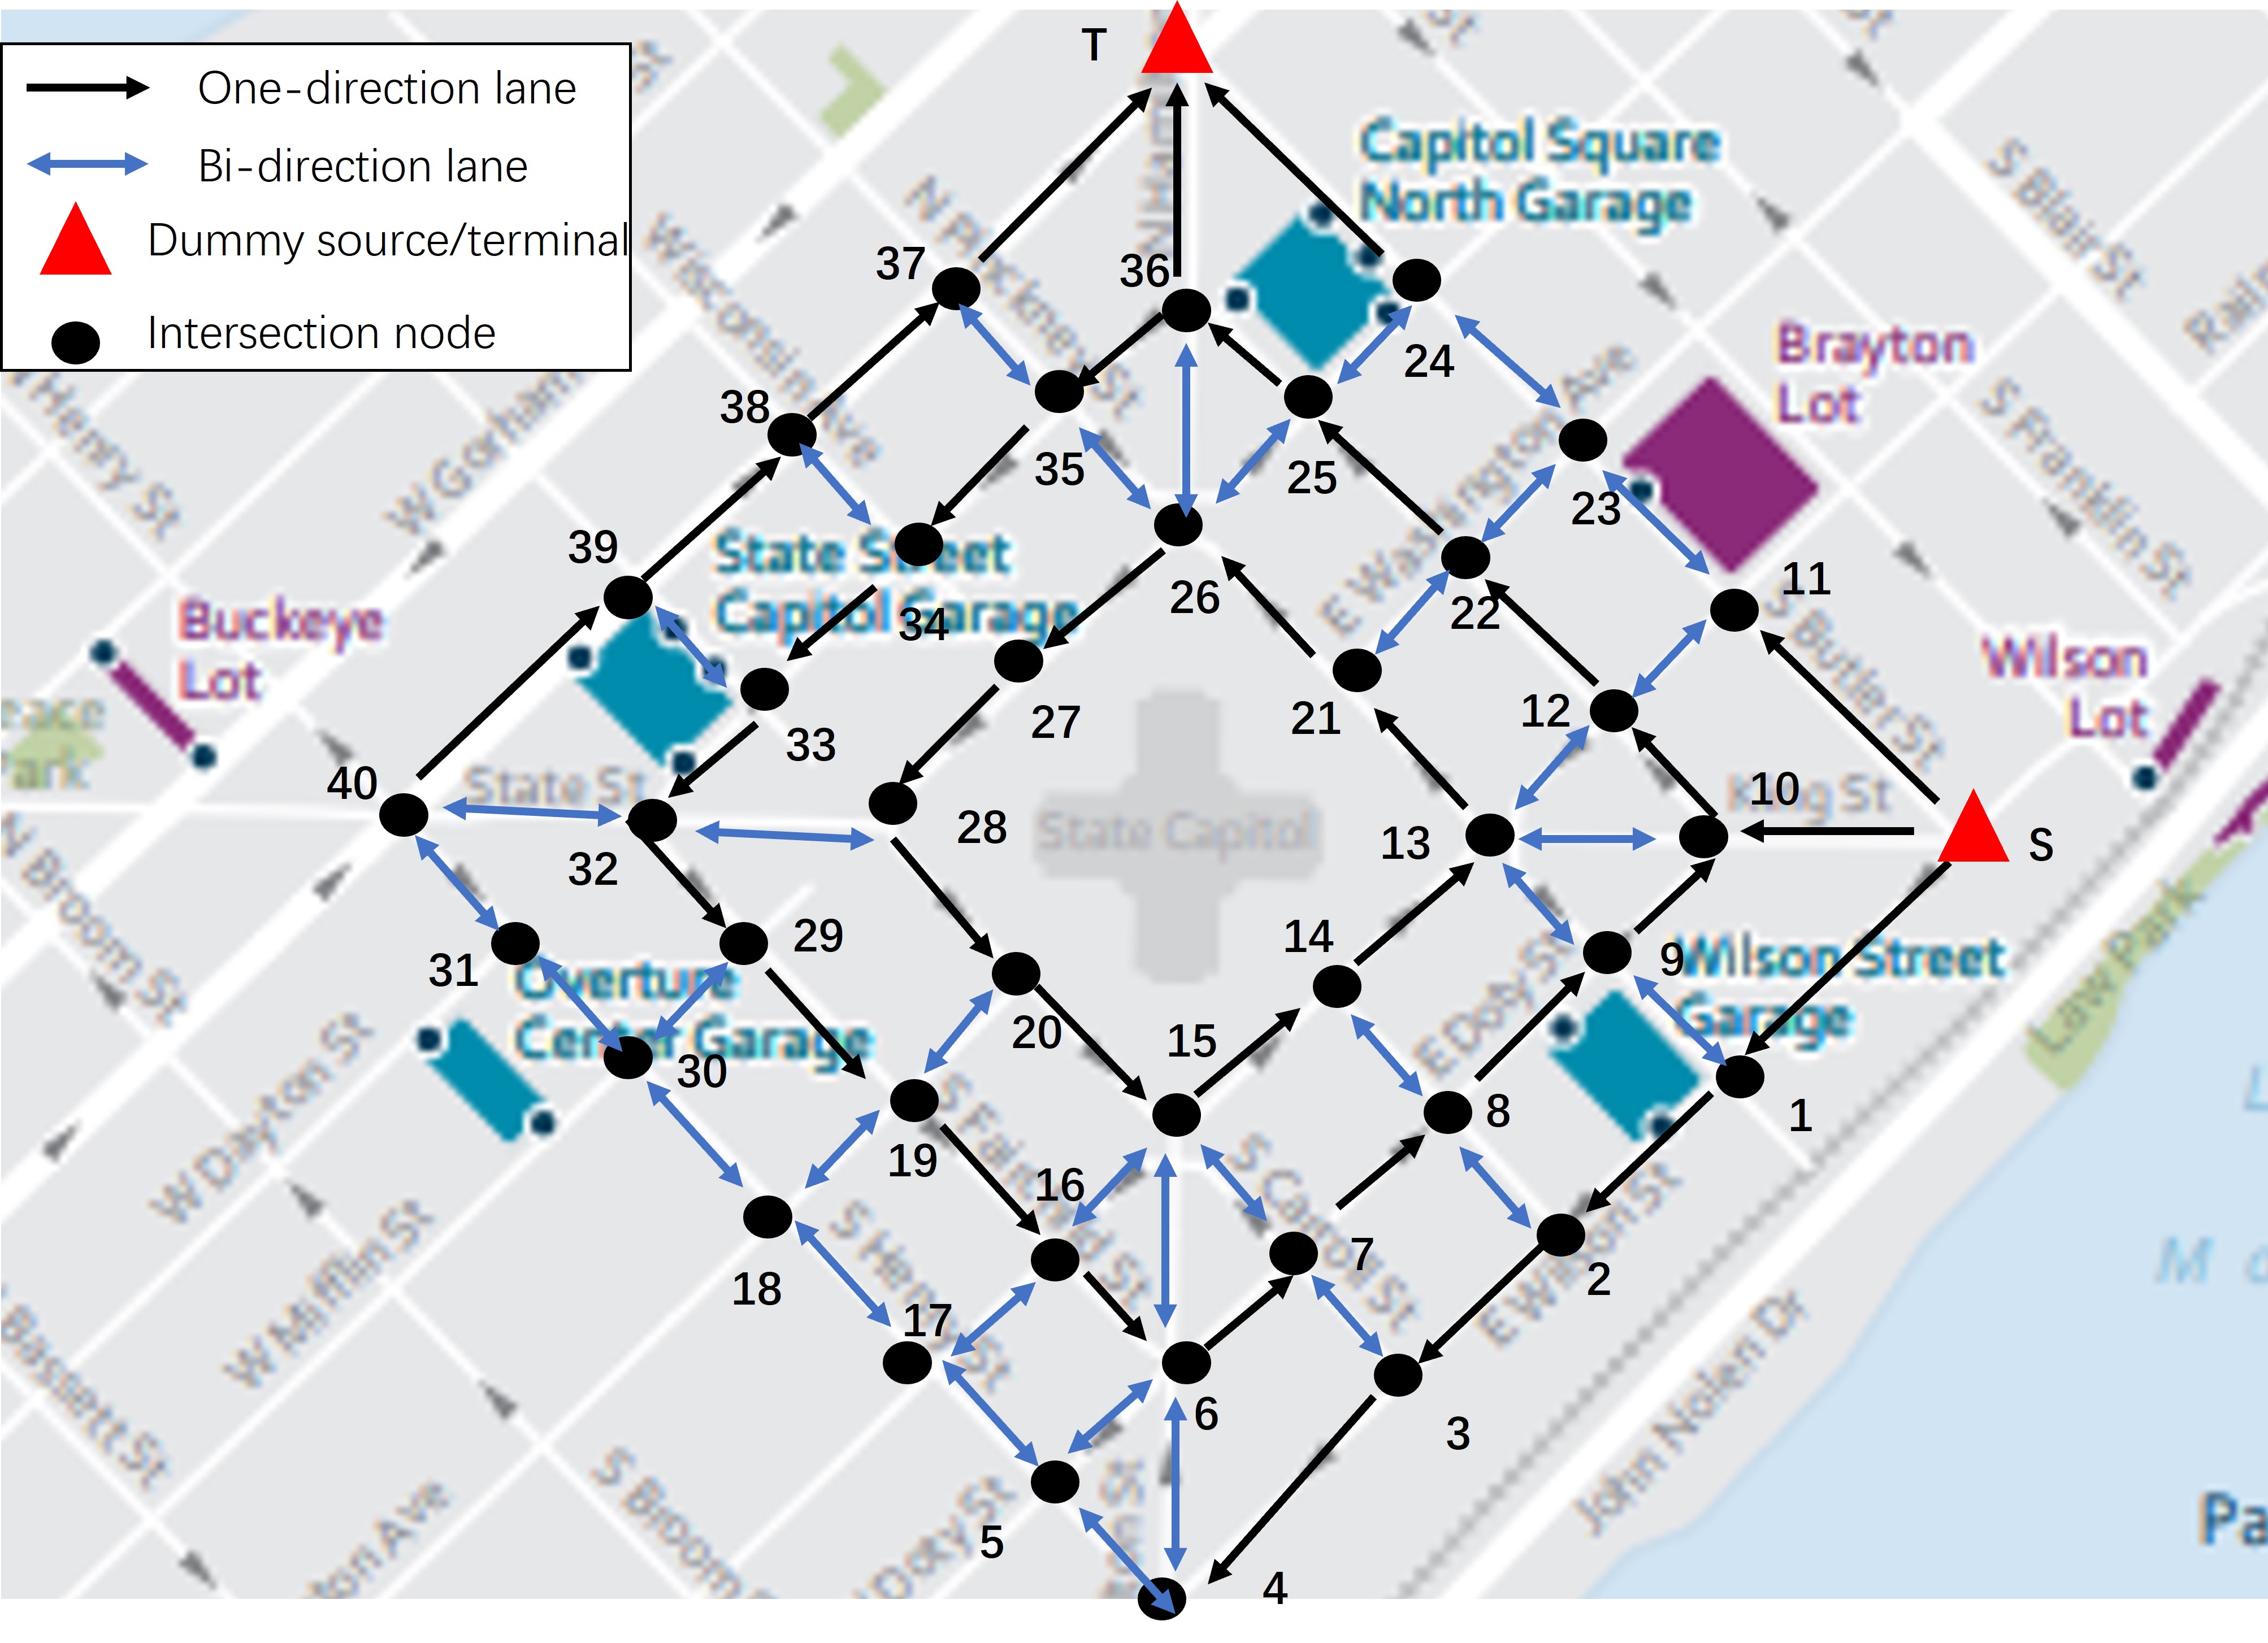 One-direction lane
Bi-direction lane
Dummy source/terminal
Intersection node
T
S Blair St
Capitol Square
North Garage
N Pinckney St
Wisconsin Ave
37
36
24
Brayton
Lot
W Gorham
38
35
25
E Washington Ave
23
S Franklin St
39
State Street
Capitol Garage
26
22
11
S Butler St
Buckeye
Lot
34
Wilson
Lot
27
21
12
33
40
State St
10
King St
28
State Capitol
13
S
32
N Broom St
29
14
9
Wilson Street
Garage
31
Overture
Center Garage
E Doty St
Law Park
20
15
30
8
1
W Dayton St
19
16
S Fairchild St
S Carroll St
7
2
W Mifflin St
18
S Henry St
17
E Wilson St
John Nolen Dr
6
3
Bassett St
S Broom
5
4
Pa